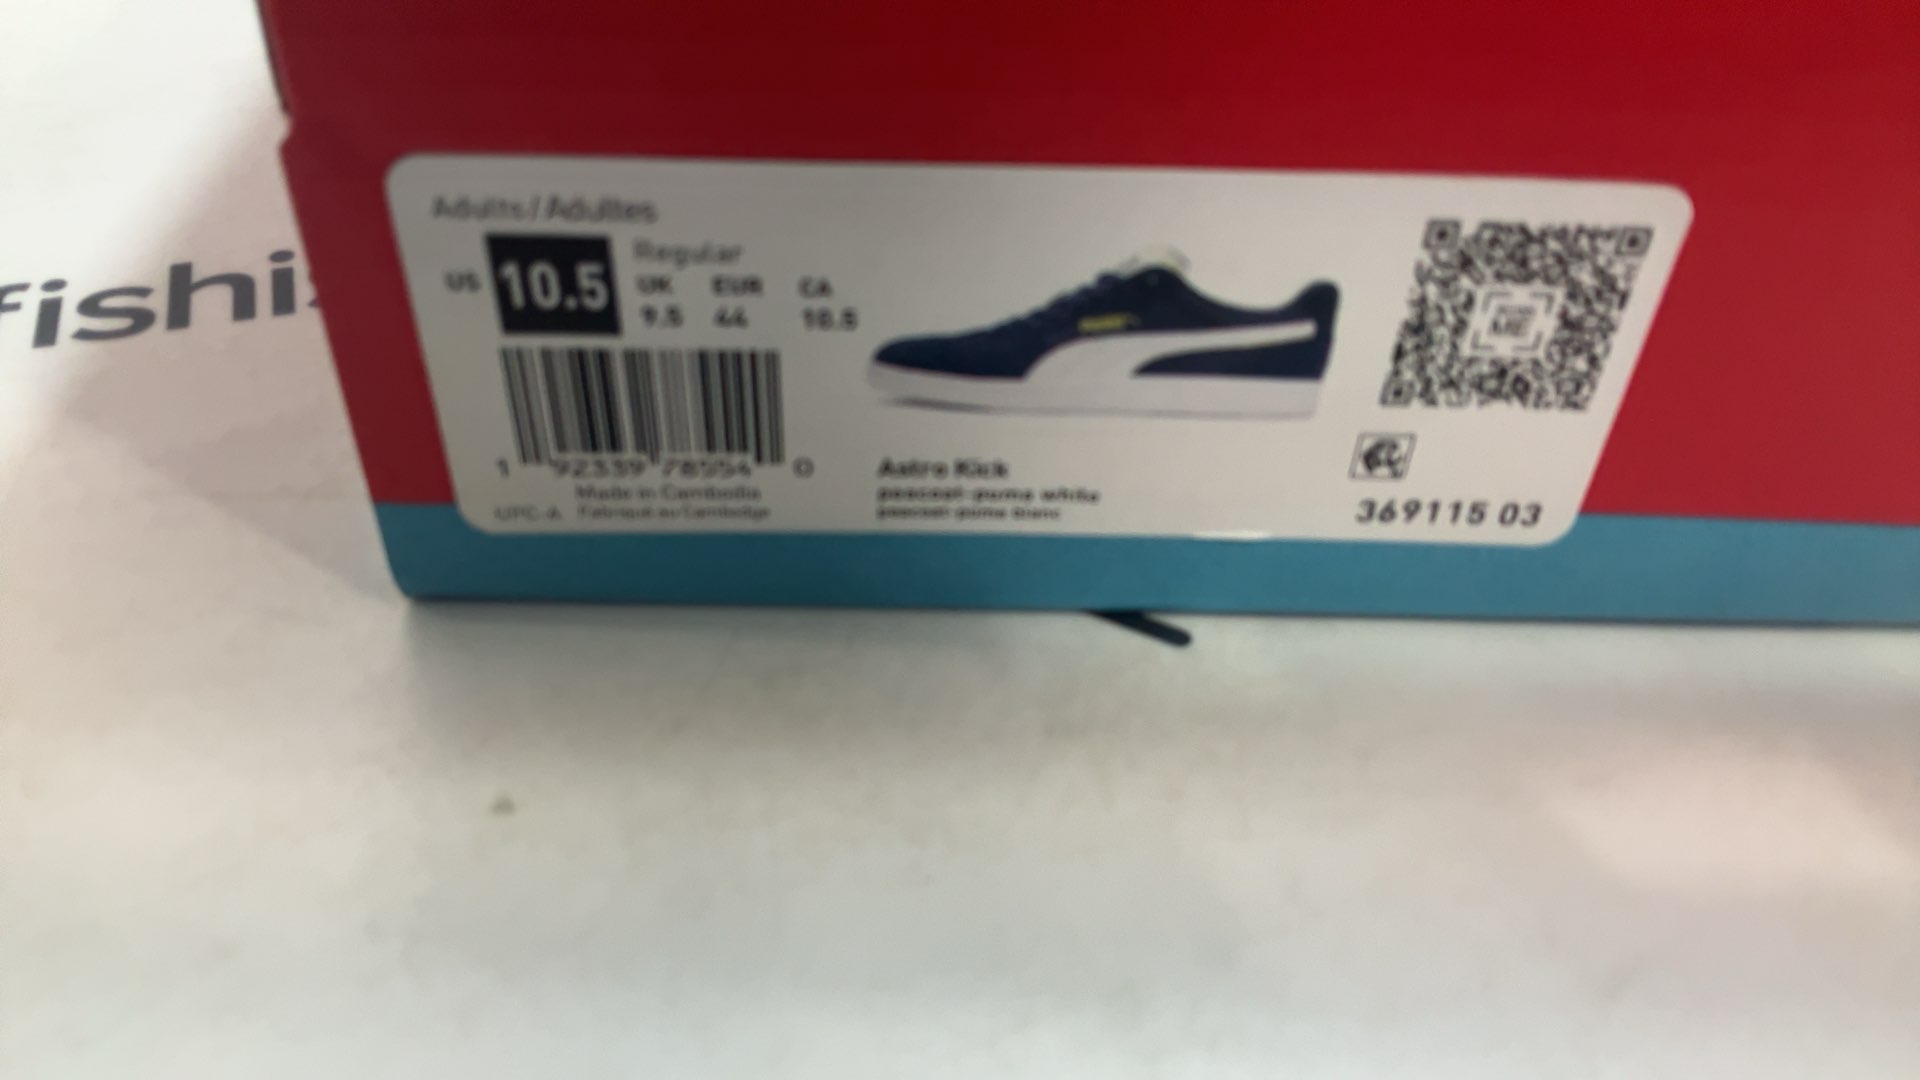 fishi
Adults/Adultes
US 10.5 Regular
UK EUR CA
9.5 44 10.5
1 92339 78554 0
Made in Cambodia
UPC-A Fabriqué au Cambodge
Astro Kick
peacoat-puma white
peacoat-puma blanc
369115 03